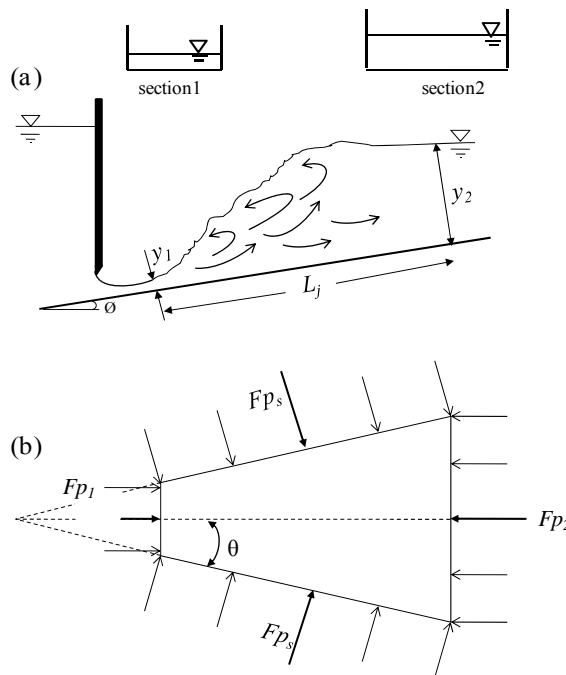 (a)
section1
section2
y1
y2
Lj
ø
(b)
Fps
Fp1
θ
Fp2
Fps